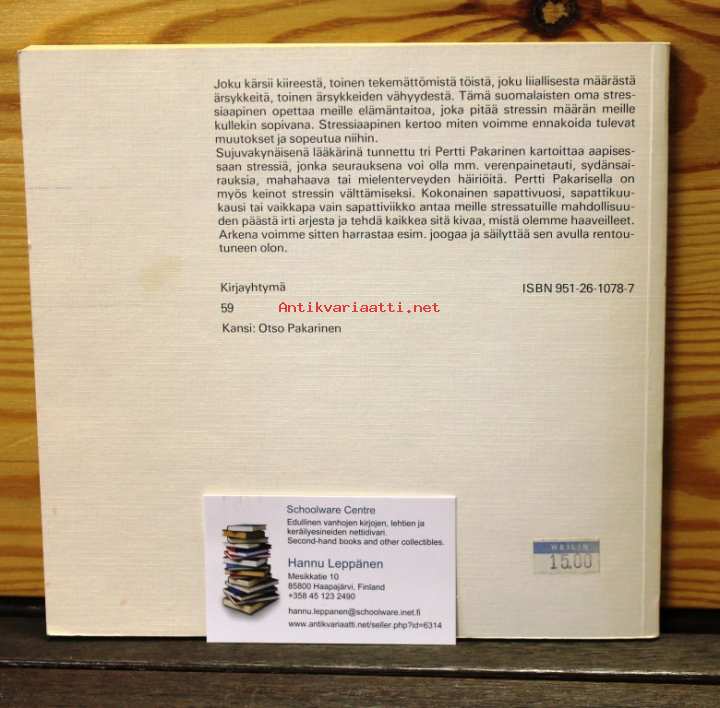 Joku kärsii kiireestä, toinen tekemättömistä töistä, joku liiallisesta määrästä
ärsykkeitä, toinen ärsykkeiden vähyydestä. Tämä suomalaisten oma stres-
siaapinen opettaa meille elämäntaitoa, joka pitää stressin määrän meille
kullekin sopivana. Stressiaapinen kertoo miten voimme ennakoida tulevat
muutokset ja sopeutua niihin.
Sujuvakynäisenä lääkärinä tunnettu tri Pertti Pakarinen kartoittaa aapises-
saan stressiä, jonka seurauksena voi olla mm. verenpainetauti, sydänsai-
rauksia, mahahaava tai mielenterveyden häiriöitä. Pertti Pakarisella on
myös keinot stressin välttämiseksi. Kokonainen sapattivuosi, sapattikuu-
kausi tai vaikkapa vain sapattiviikko antaa meille stressatuille mahdollisuu-
den päästä irti arjesta ja tehdä kaikkea sitä kivaa, mistä olemme haaveilleet.
Arkena voimme sitten harrastaa esim. joogaa ja säilyttää sen avulla rentou-
tuneen olon.
Kirjayhtymä ISBN 951-26-1078-7
59 Antikvariaatti.net
Kansi: Otso Pakarinen
Schoolware Centre
Edullinen vanhojen kirjojen, lehtien ja
keräilyesineiden nettidivari.
Second-hand books and other collectibles.
Hannu Leppänen
Mesikkatie 10
85800 Haapajärvi, Finland
+358 45 123 2490
hannu.leppanen@schoolware.inet.fi
www.antikvariaatti.net/seller.php?id=6314
WEILIN
15.00